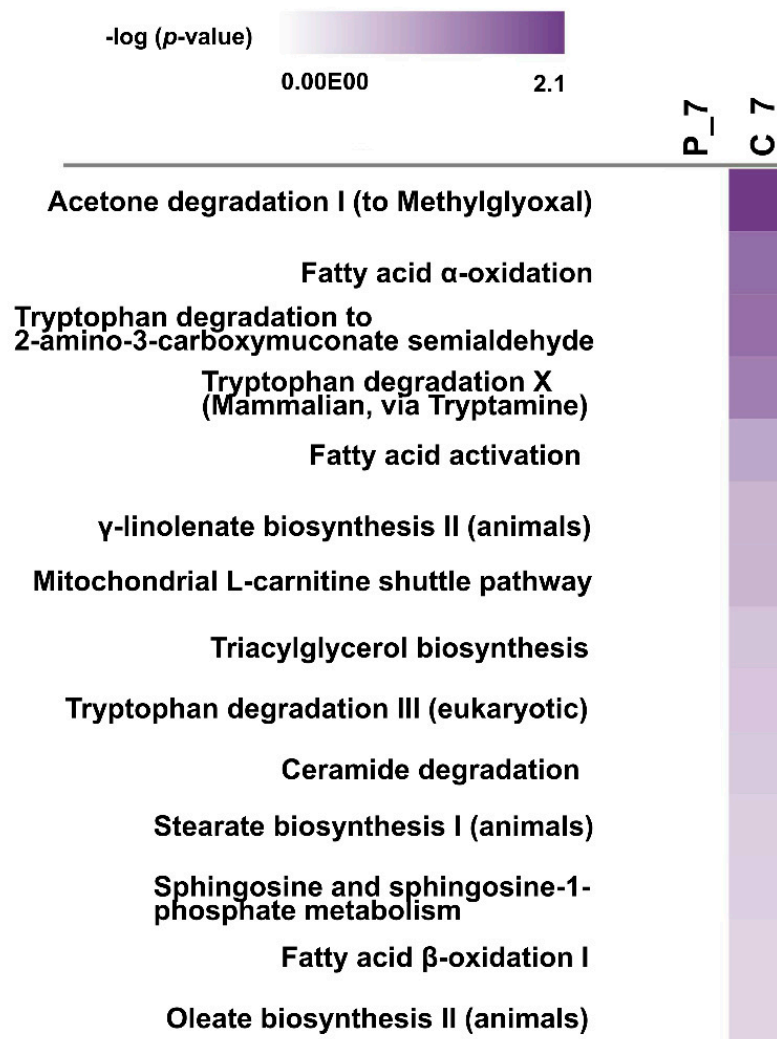 -log (p-value)
0.00E00 2.1
P_7 C_7
Acetone degradation I (to Methylglyoxal)
Fatty acid α-oxidation
Tryptophan degradation to
2-amino-3-carboxymuconate semialdehyde
Tryptophan degradation X
(Mammalian, via Tryptamine)
Fatty acid activation
γ-linolenate biosynthesis II (animals)
Mitochondrial L-carnitine shuttle pathway
Triacylglycerol biosynthesis
Tryptophan degradation III (eukaryotic)
Ceramide degradation
Stearate biosynthesis I (animals)
Sphingosine and sphingosine-1-
phosphate metabolism
Fatty acid β-oxidation I
Oleate biosynthesis II (animals)